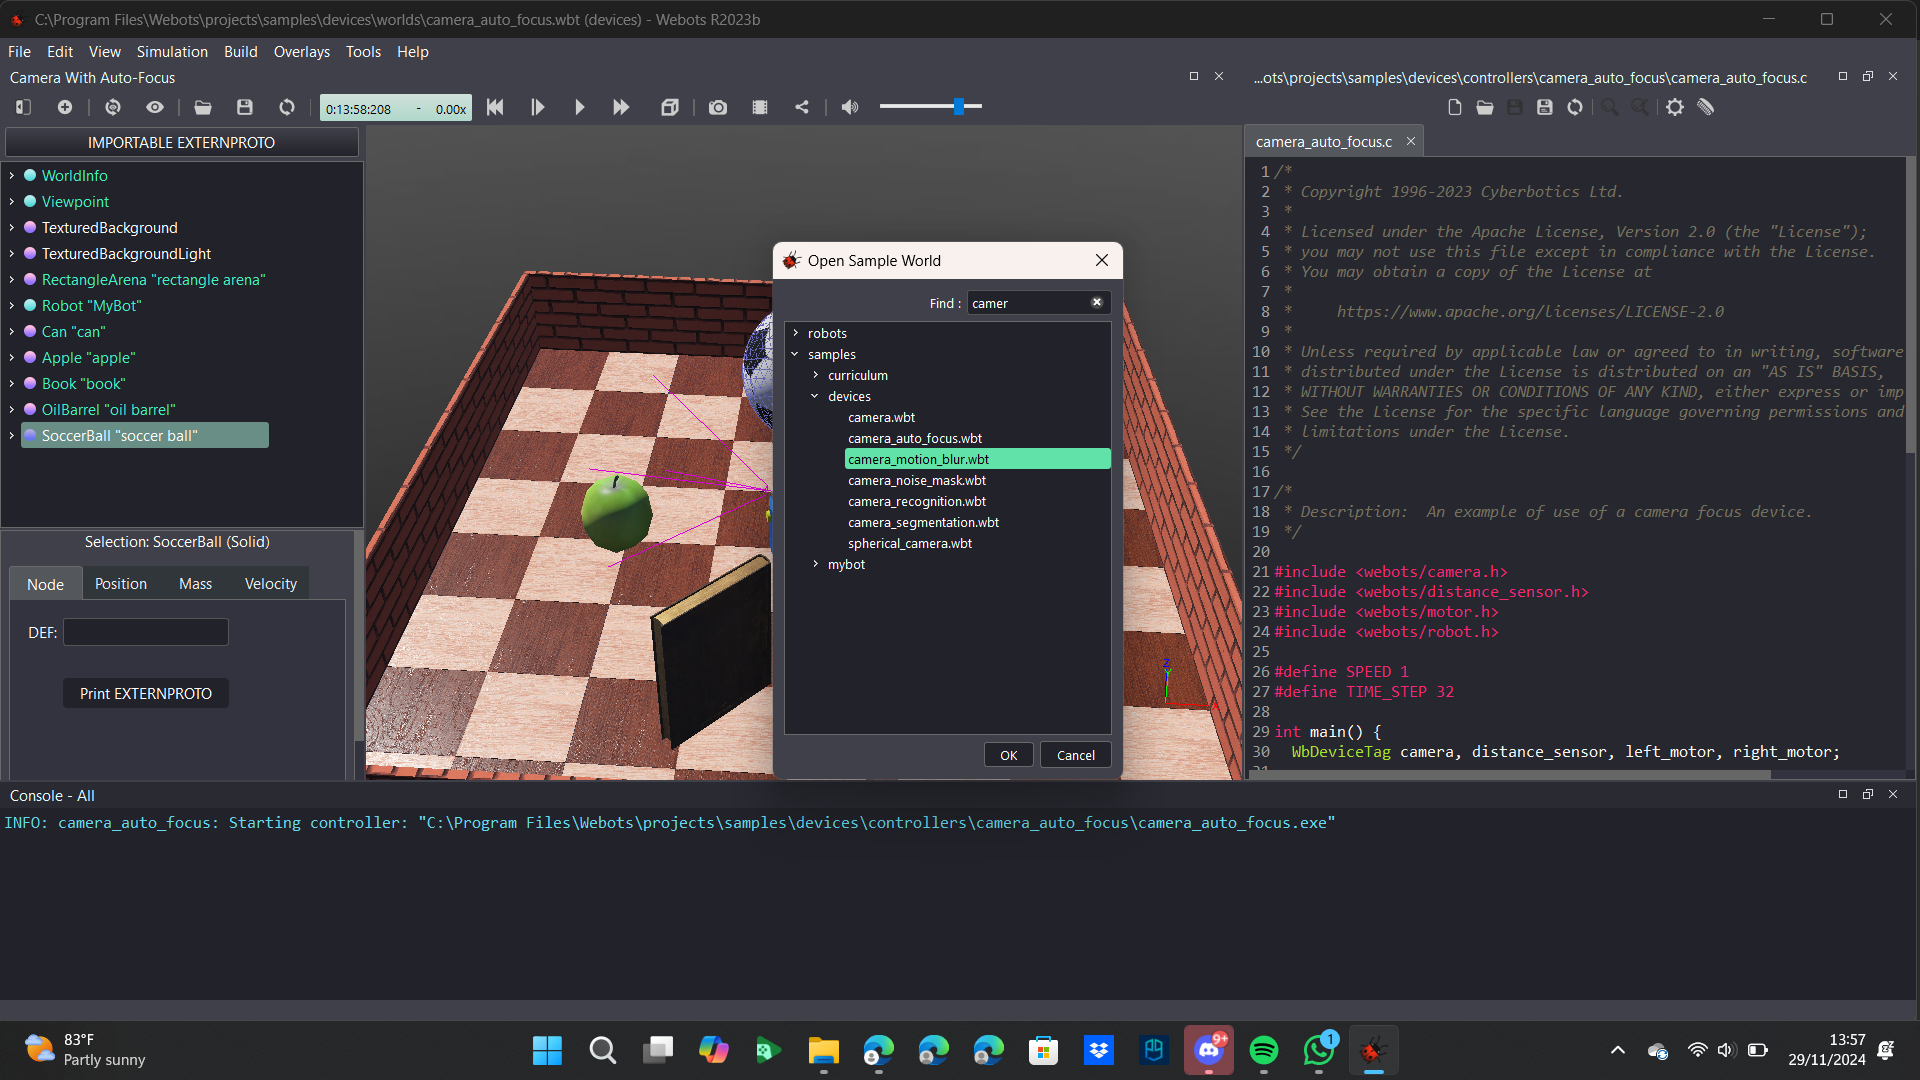 C:\Program Files\Webots\projects\samples\devices\worlds\camera_auto_focus.wbt (devices) - Webots R2023b
File Edit View Simulation Build Overlays Tools Help
Camera With Auto-Focus
...ots\projects\samples\devices\controllers\camera_auto_focus\camera_auto_focus.c
0:13:58:208 - 0.00x
IMPORTABLE EXTERNPROTO
WorldInfo
Viewpoint
TexturedBackground
TexturedBackgroundLight
RectangleArena "rectangle arena"
Robot "MyBot"
Can "can"
Apple "apple"
Book "book"
OilBarrel "oil barrel"
SoccerBall "soccer ball"
Selection: SoccerBall (Solid)
Node Position Mass Velocity
DEF:
Print EXTERNPROTO
Z
Open Sample World
Find : camer
robots
samples
curriculum
devices
camera.wbt
camera_auto_focus.wbt
camera_motion_blur.wbt
camera_noise_mask.wbt
camera_recognition.wbt
camera_segmentation.wbt
spherical_camera.wbt
mybot
OK Cancel
camera_auto_focus.c
1 /*
2 * Copyright 1996-2023 Cyberbotics Ltd.
3 *
4 * Licensed under the Apache License, Version 2.0 (the "License");
5 * you may not use this file except in compliance with the License.
6 * You may obtain a copy of the License at
7 *
8 *     https://www.apache.org/licenses/LICENSE-2.0
9 *
10 * Unless required by applicable law or agreed to in writing, software
11 * distributed under the License is distributed on an "AS IS" BASIS,
12 * WITHOUT WARRANTIES OR CONDITIONS OF ANY KIND, either express or imp
13 * See the License for the specific language governing permissions and
14 * limitations under the License.
15 */
16
17 /*
18 * Description:  An example of use of a camera focus device.
19 */
20
21 #include <webots/camera.h>
22 #include <webots/distance_sensor.h>
23 #include <webots/motor.h>
24 #include <webots/robot.h>
25
26 #define SPEED 1
27 #define TIME_STEP 32
28
29 int main() {
30   WbDeviceTag camera, distance_sensor, left_motor, right_motor;
Console - All
INFO: camera_auto_focus: Starting controller: "C:\Program Files\Webots\projects\samples\devices\controllers\camera_auto_focus\camera_auto_focus.exe"
83°F
Partly sunny
9+
1
13:57
29/11/2024